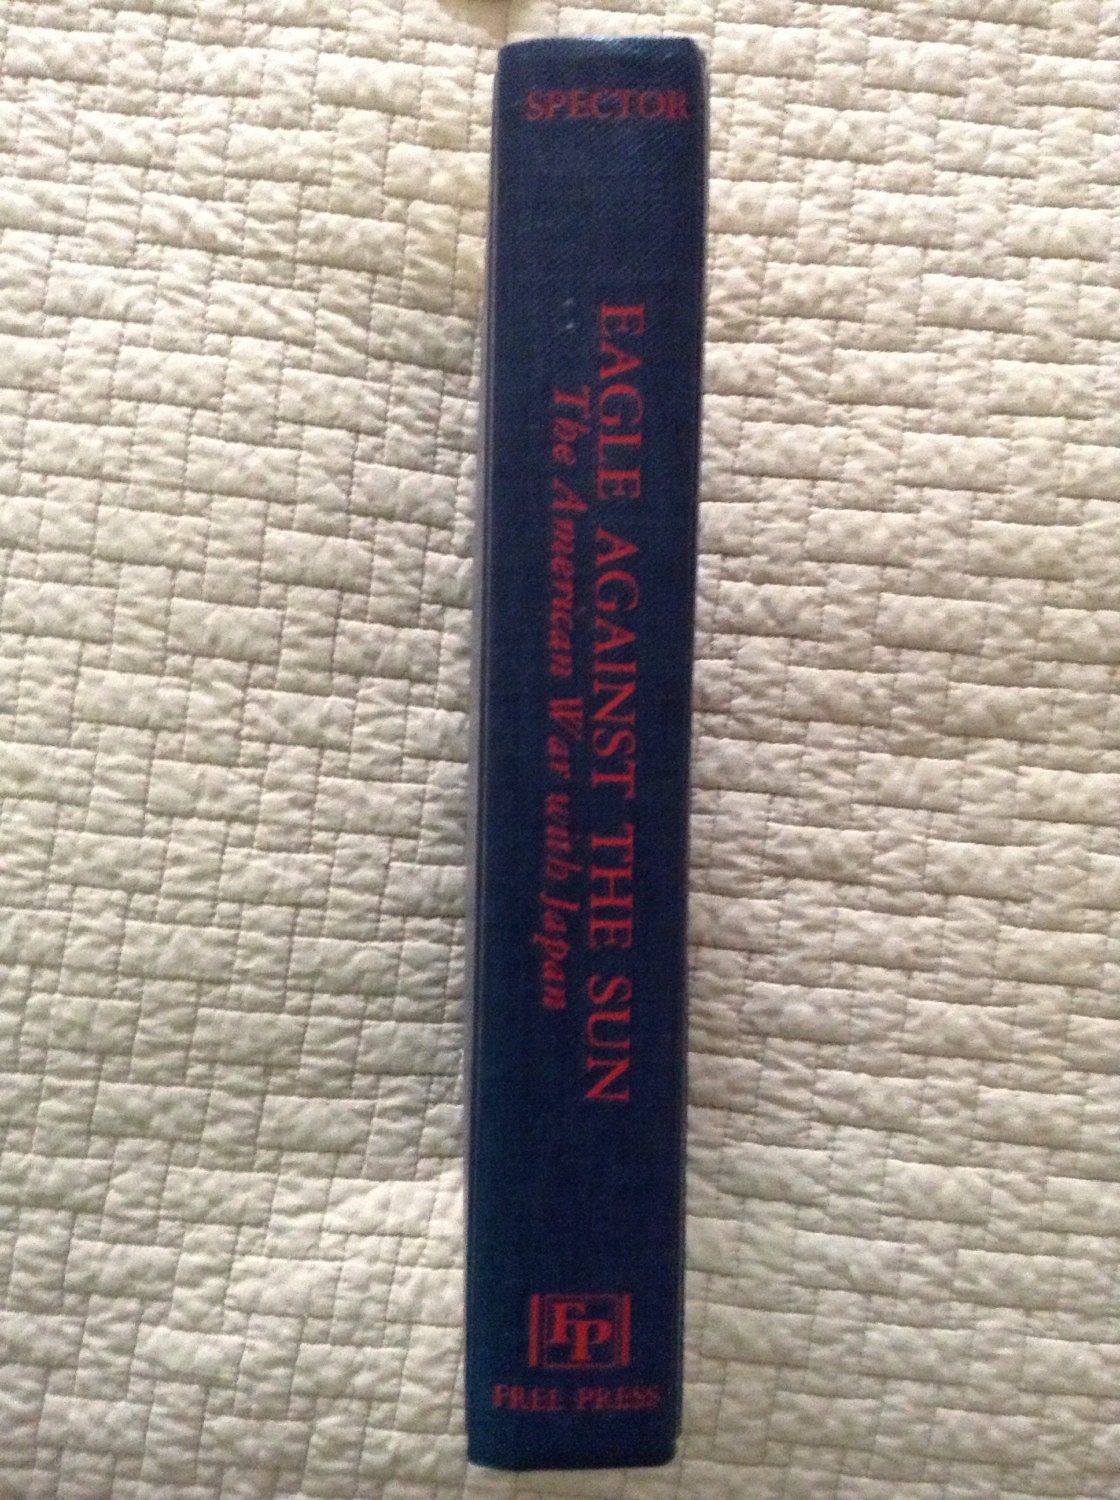 SPECTOR
EAGLE AGAINST THE SUN
The American War with Japan
FP
FREE PRESS